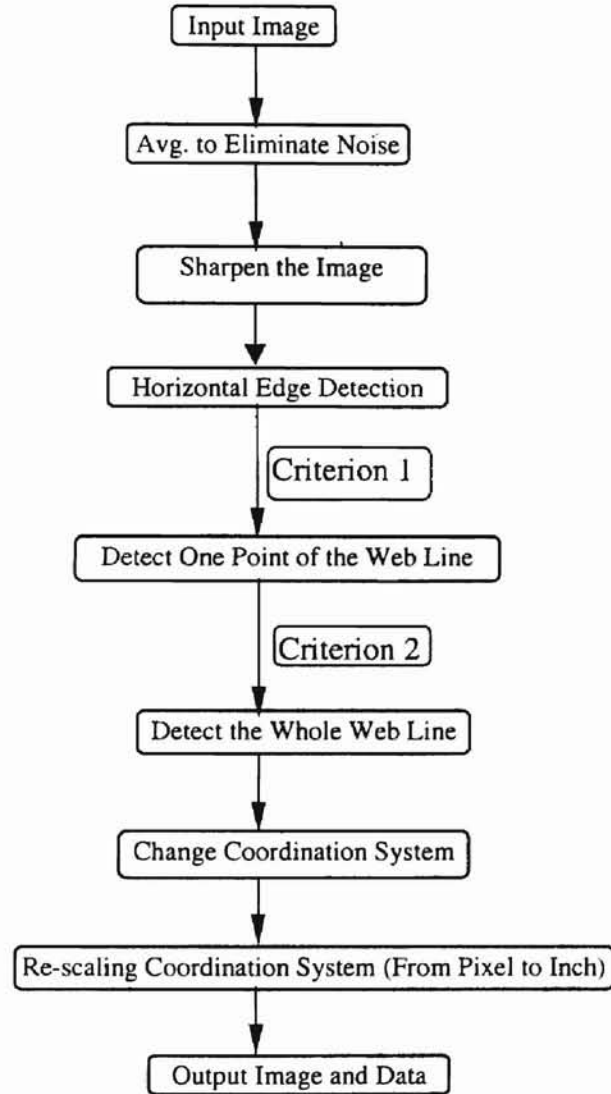 Input Image
Avg. to Eliminate Noise
Sharpen the Image
Horizontal Edge Detection
Criterion 1
Detect One Point of the Web Line
Criterion 2
Detect the Whole Web Line
Change Coordination System
Re-scaling Coordination System (From Pixel to Inch)
Output Image and Data